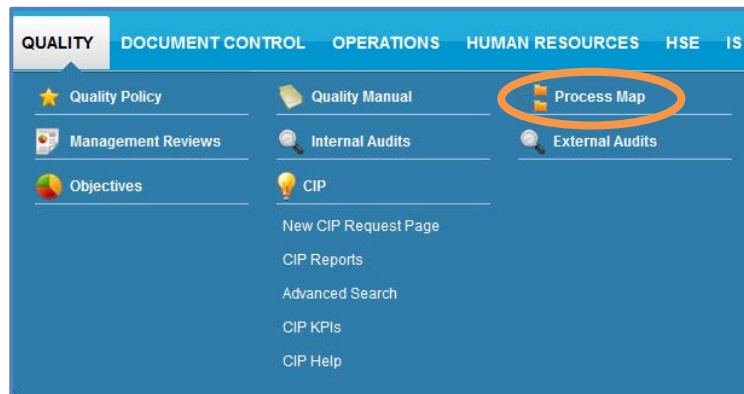 QUALITY DOCUMENT CONTROL OPERATIONS HUMAN RESOURCES HSE IS
Quality Policy Quality Manual Process Map
Management Reviews Internal Audits External Audits
Objectives CIP
New CIP Request Page
CIP Reports
Advanced Search
CIP KPIs
CIP Help